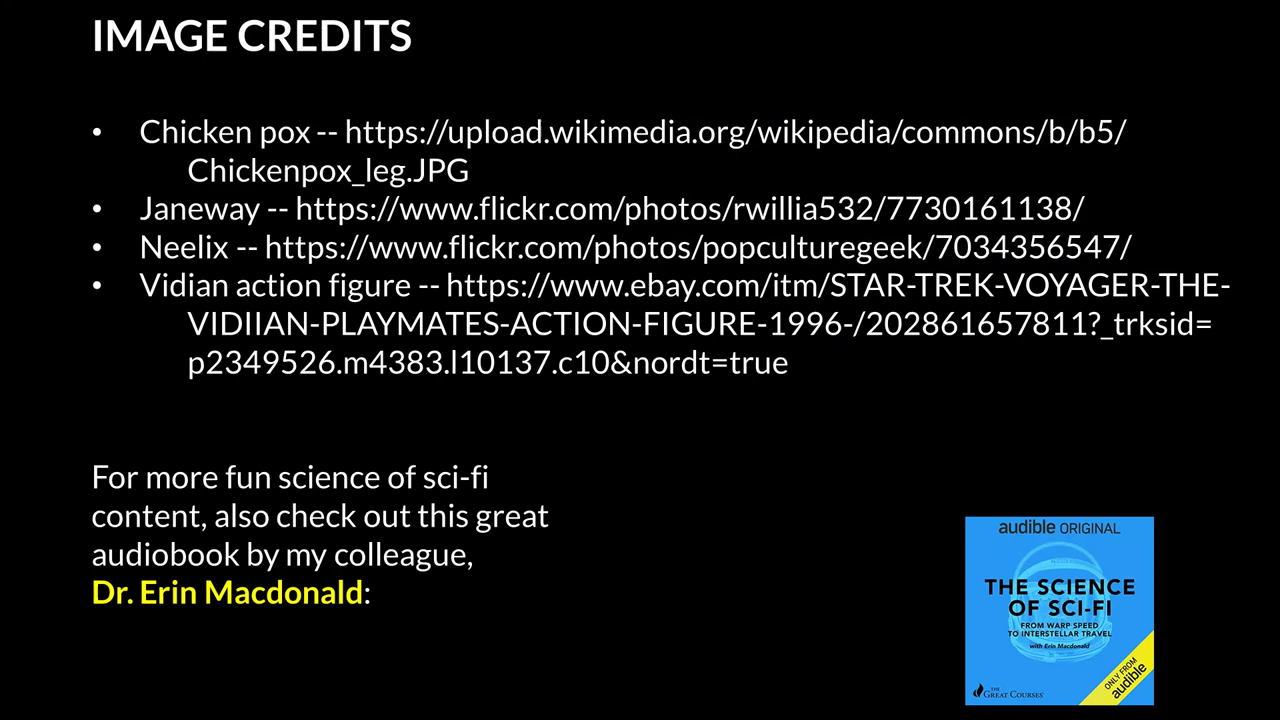 IMAGE CREDITS
• Chicken pox -- https://upload.wikimedia.org/wikipedia/commons/b/b5/
Chickenpox_leg.JPG
• Janeway -- https://www.flickr.com/photos/rwillia532/7730161138/
• Neelix -- https://www.flickr.com/photos/popculturegeek/7034356547/
• Vidian action figure -- https://www.ebay.com/itm/STAR-TREK-VOYAGER-THE-
VIDIIAN-PLAYMATES-ACTION-FIGURE-1996-/202861657811?_trksid=
p2349526.m4383.l10137.c10&nordt=true
For more fun science of sci-fi
content, also check out this great
audiobook by my colleague,
Dr. Erin Macdonald:
audible ORIGINAL
THE SCIENCE
OF SCI-FI
FROM WARP SPEED
TO INTERSTELLAR TRAVEL
with Erin Macdonald
ONLY FROM
audible
THE
GREAT COURSES